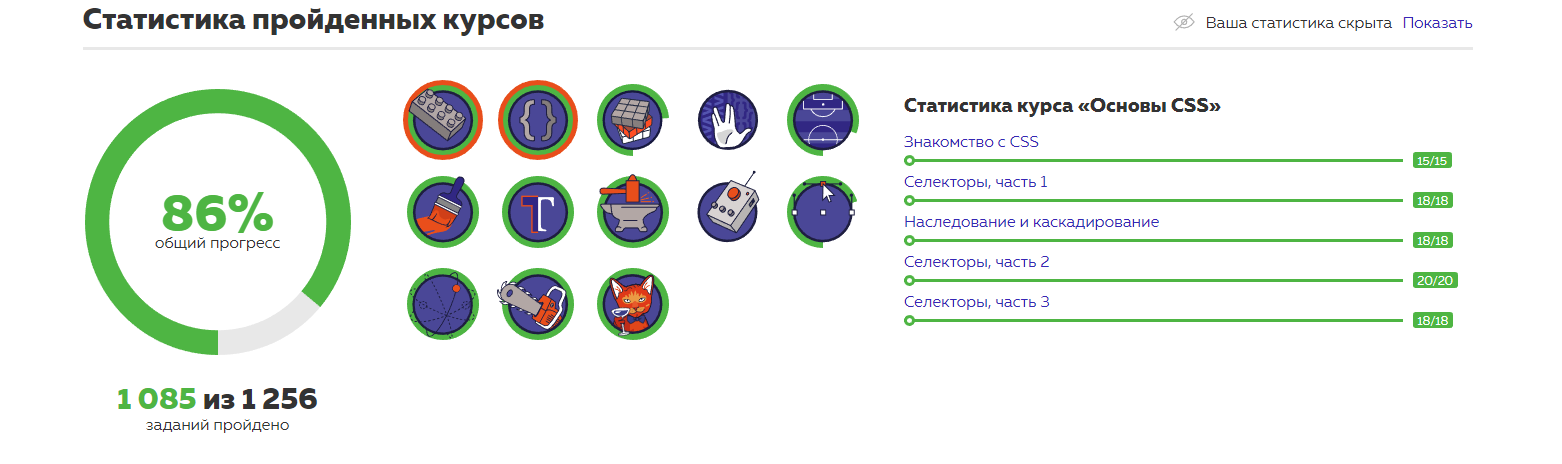 Статистика пройденных курсов
Ваша статистика скрыта Показать
86%
общий прогресс
1 085 из 1 256
заданий пройдено
Статистика курса «Основы CSS»
Знакомство с CSS
15/15
Селекторы, часть 1
18/18
Наследование и каскадирование
18/18
Селекторы, часть 2
20/20
Селекторы, часть 3
18/18